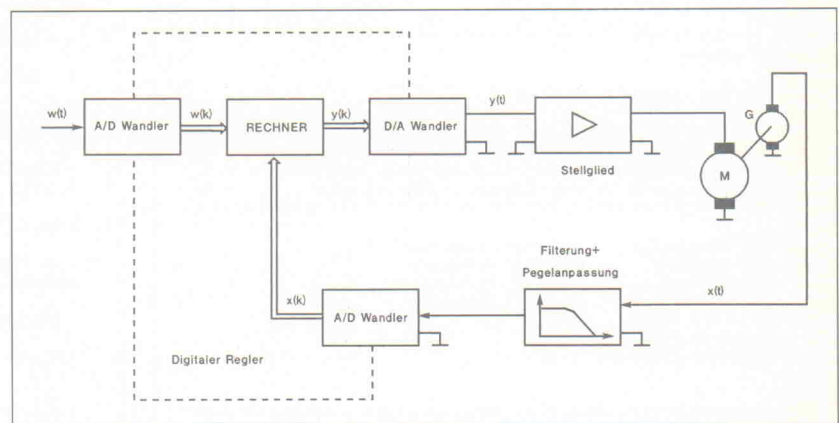 w(t)
A/D Wandler
w(k)
RECHNER
y(k)
D/A Wandler
y(t)
Stellglied
G
M
Filterung+
Pegelanpassung
x(t)
A/D Wandler
x(k)
Digitaler Regler